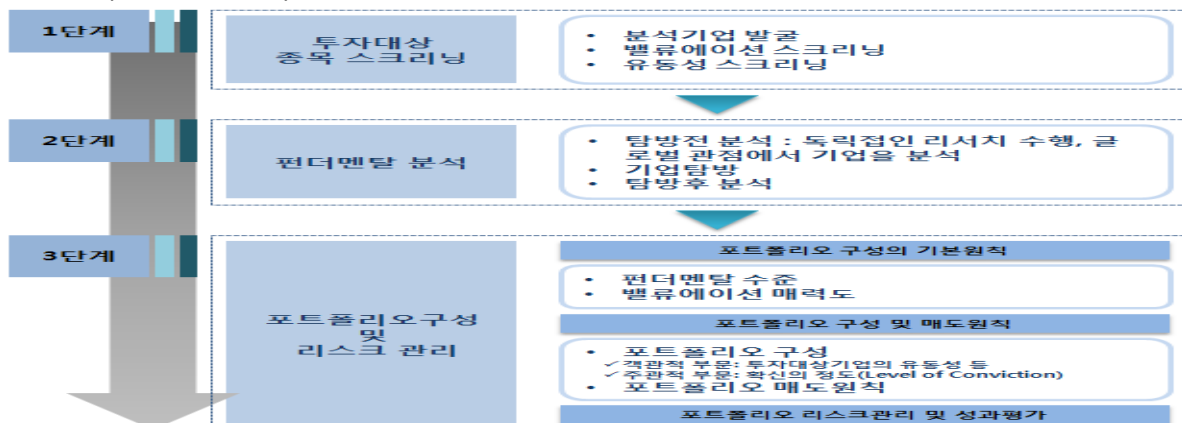 1단계
투자대상
종목 스크리닝
• 분석기업 발굴
• 밸류에이션 스크리닝
• 유동성 스크리닝
2단계
펀더멘탈 분석
• 탐방전 분석 : 독립적인 리서치 수행, 글
로벌 관점에서 기업을 분석
• 기업탐방
• 탐방후 분석
3단계
포트폴리오구성
및
리스크 관리
포트폴리오 구성의 기본원칙
• 펀더멘탈 수준
• 밸류에이션 매력도
포트폴리오 구성 및 매도원칙
• 포트폴리오 구성
✓객관적 부문: 투자대상기업의 유동성 등
✓주관적 부문: 확신의 정도(Level of Conviction)
• 포트폴리오 매도원칙
포트폴리오 리스크관리 및 성과평가